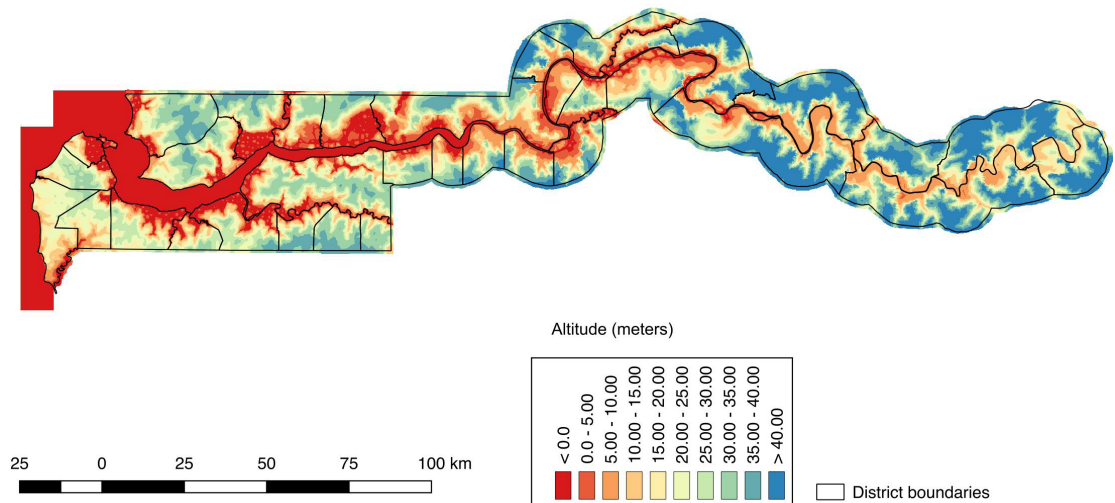 Altitude (meters)
< 0.0
0.0 - 5.00
5.00 - 10.00
10.00 - 15.00
15.00 - 20.00
20.00 - 25.00
25.00 - 30.00
30.00 - 35.00
35.00 - 40.00
> 40.00
District boundaries
25 0 25 50 75 100 km